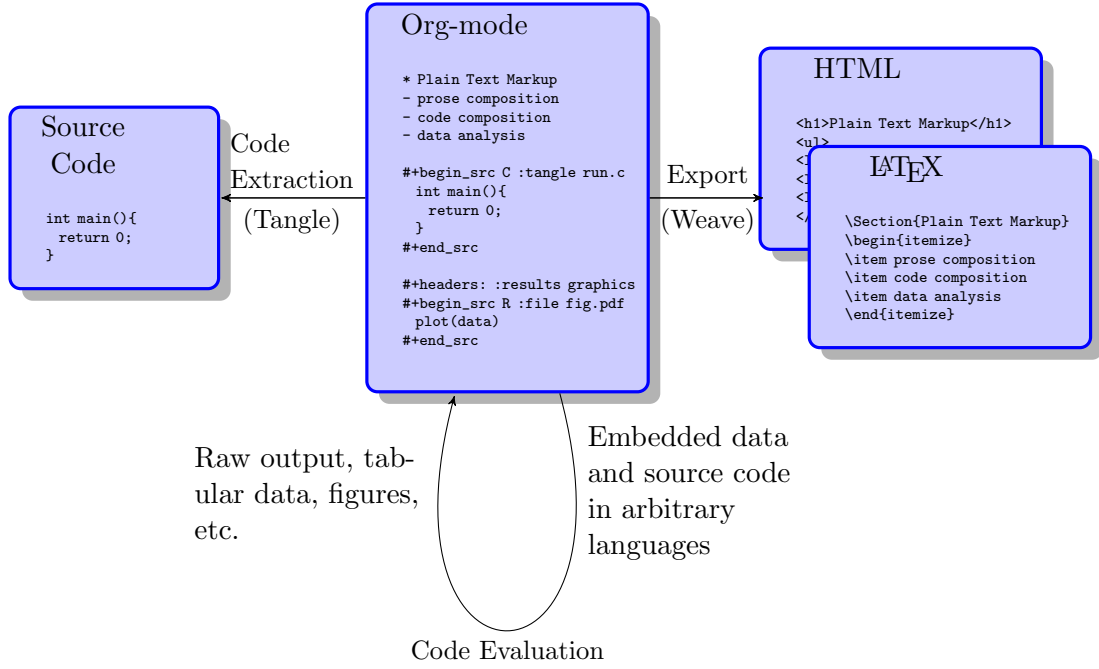 Org-mode
* Plain Text Markup
- prose composition
- code composition
- data analysis
#+begin_src C :tangle run.c
int main(){
return 0;
}
#+end_src
#+headers: :results graphics
#+begin_src R :file fig.pdf
plot(data)
#+end_src
Source
Code
int main(){
return 0;
}
Code
Extraction
(Tangle)
Export
(Weave)
HTML
<h1>Plain Text Markup</h1>
<ul>
<l
<l
<l
</
LATEX
\Section{Plain Text Markup}
\begin{itemize}
\item prose composition
\item code composition
\item data analysis
\end{itemize}
Raw output, tab-
ular data, figures,
etc.
Embedded data
and source code
in arbitrary
languages
Code Evaluation